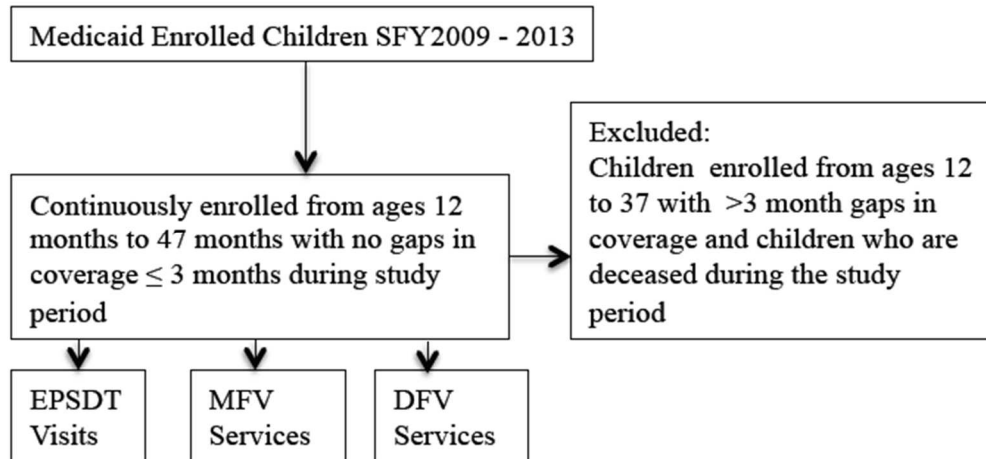 Medicaid Enrolled Children SFY2009 - 2013
Continuously enrolled from ages 12
months to 47 months with no gaps in
coverage ≤ 3 months during study
period
Excluded:
Children enrolled from ages 12
to 37 with >3 month gaps in
coverage and children who are
deceased during the study
period
EPSDT
Visits
MFV
Services
DFV
Services